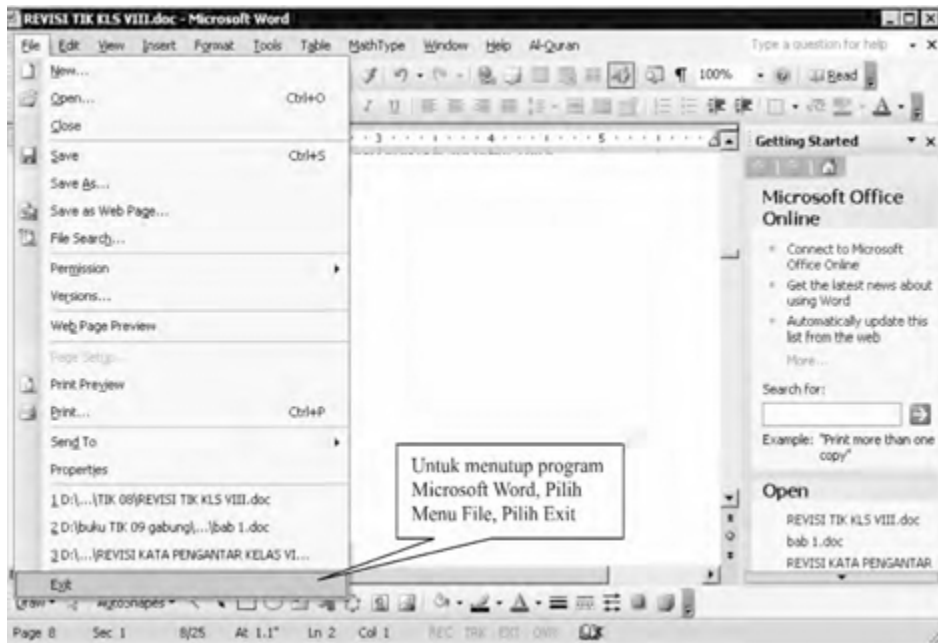 REVISI TIK KLS VIII.doc - Microsoft Word
File Edit View Insert Format Tools Table MathType Window Help Al-Quran Type a question for help
New...
100% Read
Open... Ctrl+O
Close
3 4 5
Save Ctrl+S
Save As...
Save as Web Page...
File Search...
Permission
Versions...
Web Page Preview
Page Setup...
Print Preview
Print... Ctrl+P
Send To
Properties
1 D:\...\TIK 08\REVISI TIK KLS VIII.doc
2 D:\buku TIK 09 gabung\...\bab 1.doc
3 D:\...\REVISI KATA PENGANTAR KELAS VI...
Exit
Getting Started
Microsoft Office
Online
Connect to Microsoft
Office Online
Get the latest news about
using Word
Automatically update this
list from the web
More...
Search for:
Example: "Print more than one
copy"
Open
REVISI TIK KLS VIII.doc
bab 1.doc
REVISI KATA PENGANTAR
Untuk menutup program
Microsoft Word, Pilih
Menu File, Pilih Exit
Draw AutoShapes
Page 8 Sec 1 8/25 At 1.1" Ln 2 Col 1 REC TRK EXT OVR